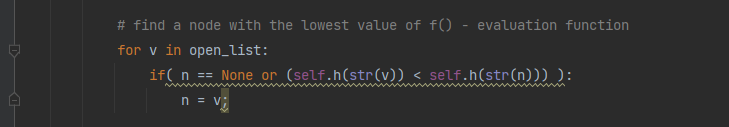 # find a node with the lowest value of f() - evaluation function
for v in open_list:
if( n == None or (self.h(str(v)) < self.h(str(n))) ):
n = v;